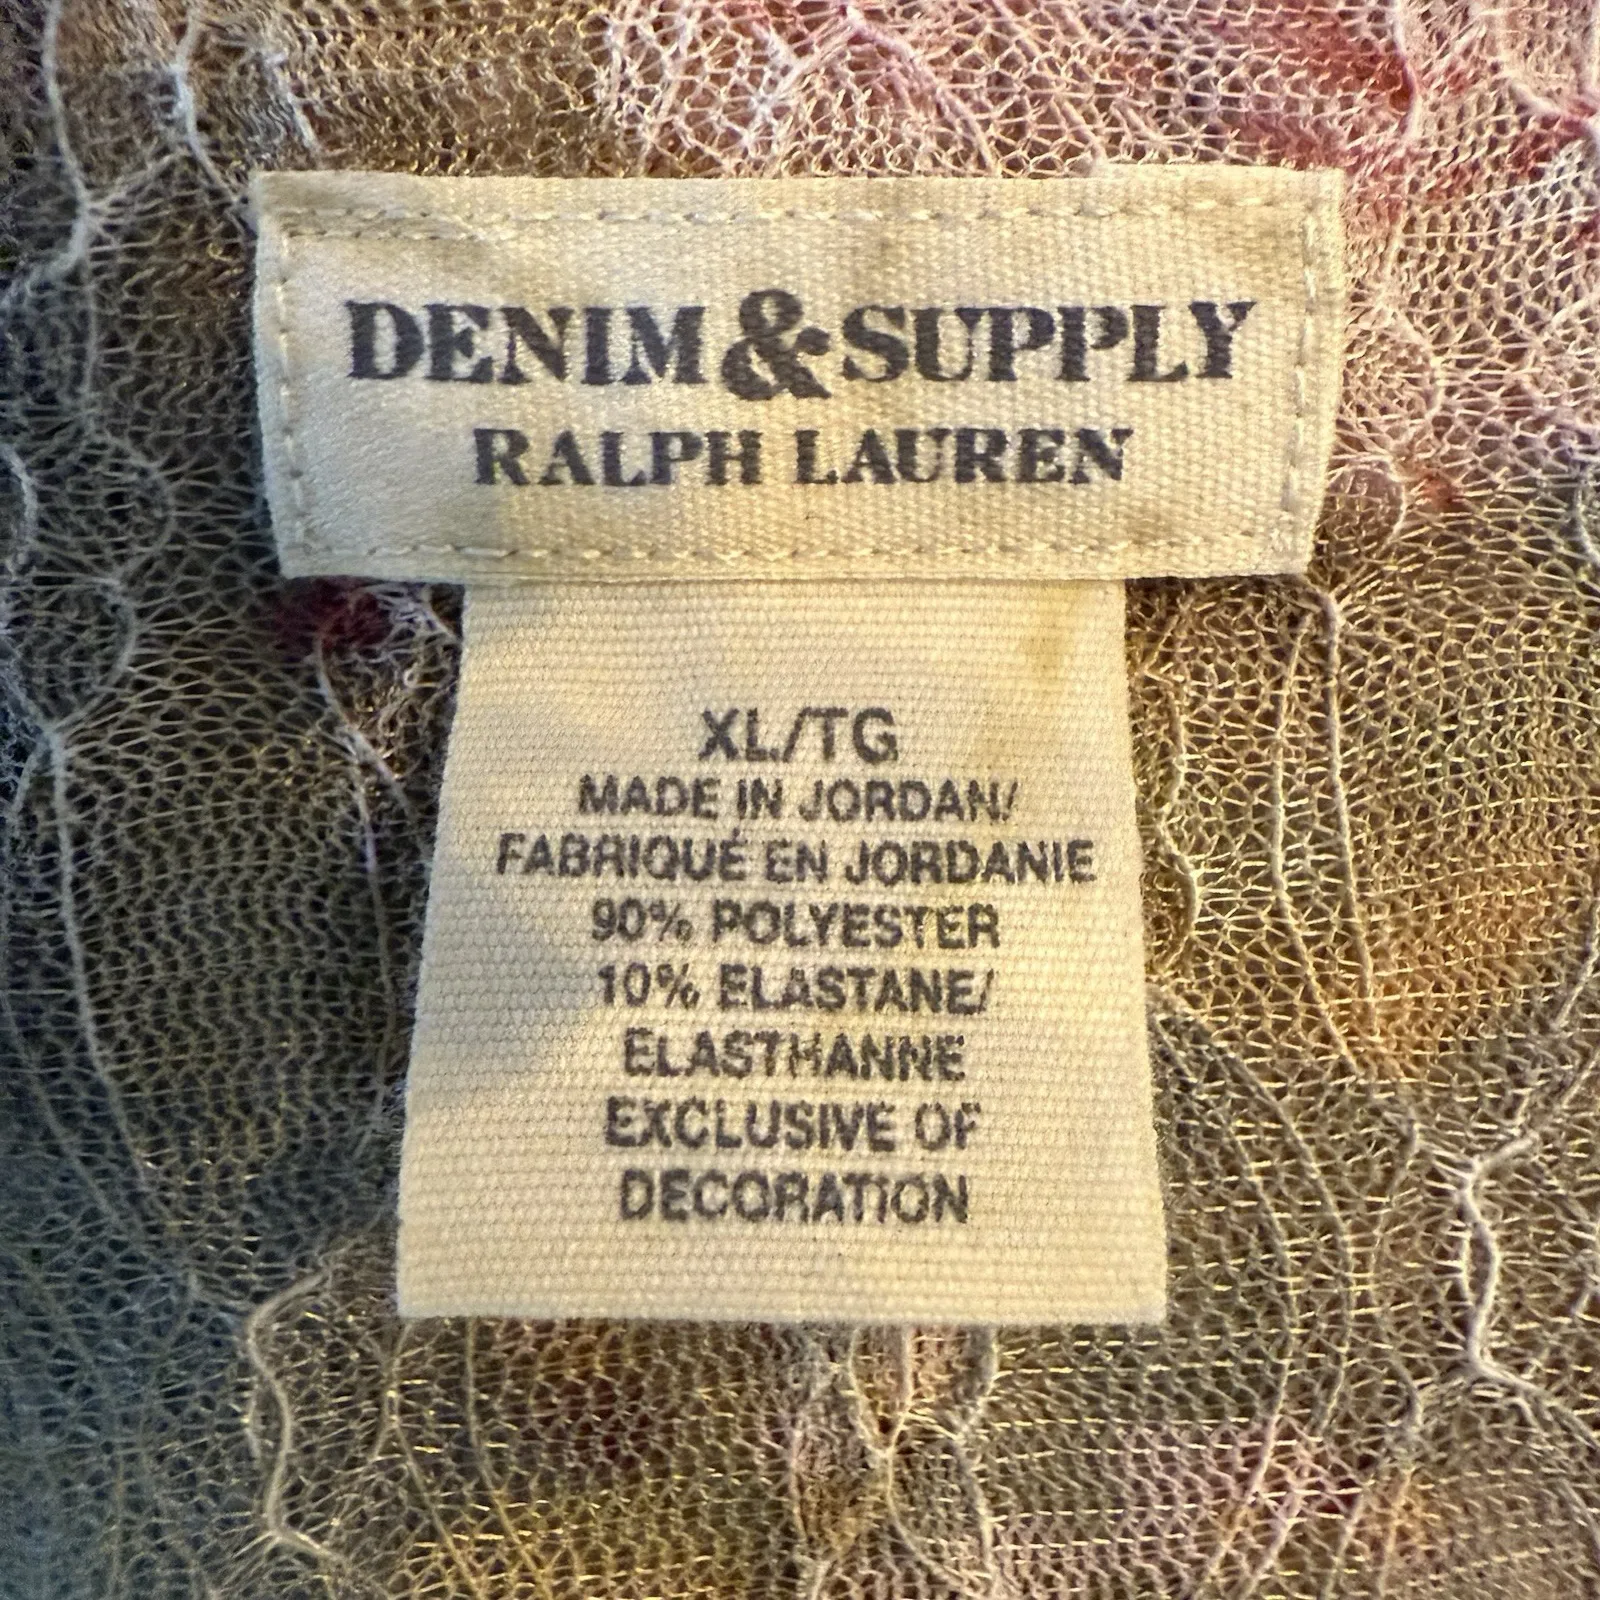 DENIM & SUPPLY
RALPH LAUREN
XL/TG
MADE IN JORDAN/
FABRIQUÉ EN JORDANIE
90% POLYESTER
10% ELASTANE/
ELASTHANNE
EXCLUSIVE OF
DECORATION